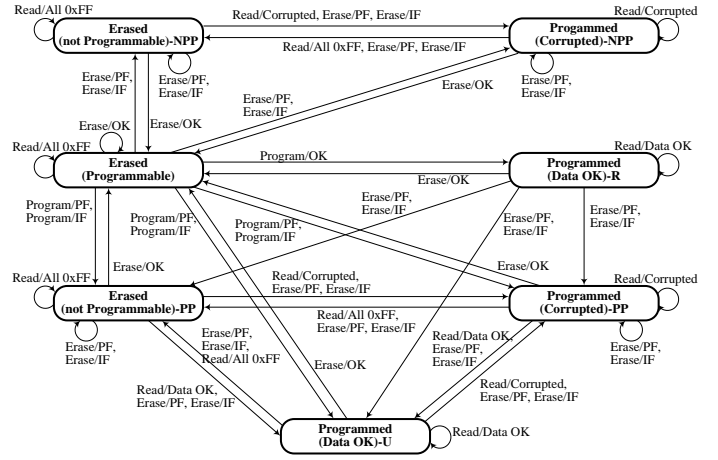 Read/All 0xFF
Erased
(not Programmable)-NPP
Read/Corrupted, Erase/PF, Erase/IF
Read/All 0xFF, Erase/PF, Erase/IF
Progammed
(Corrupted)-NPP
Read/Corrupted
Erase/PF,
Erase/IF
Erase/PF,
Erase/IF
Erase/PF,
Erase/IF
Erase/PF,
Erase/IF
Erase/OK
Erase/OK
Erase/OK
Read/All 0xFF
Erased
(Programmable)
Program/OK
Erase/OK
Programmed
(Data OK)-R
Read/Data OK
Program/PF,
Program/IF
Program/PF,
Program/IF
Program/PF,
Program/IF
Erase/PF,
Erase/IF
Erase/PF,
Erase/IF
Erase/PF,
Erase/IF
Erase/OK
Erase/OK
Read/All 0xFF
Erased
(not Programmable)-PP
Read/Corrupted,
Erase/PF, Erase/IF
Read/All 0xFF,
Erase/PF, Erase/IF
Programmed
(Corrupted)-PP
Read/Corrupted
Erase/PF,
Erase/IF
Erase/PF,
Erase/IF,
Read/All 0xFF
Erase/OK
Read/Data OK,
Erase/PF,
Erase/IF
Erase/PF,
Erase/IF
Read/Data OK,
Erase/PF, Erase/IF
Read/Corrupted,
Erase/PF, Erase/IF
Programmed
(Data OK)-U
Read/Data OK